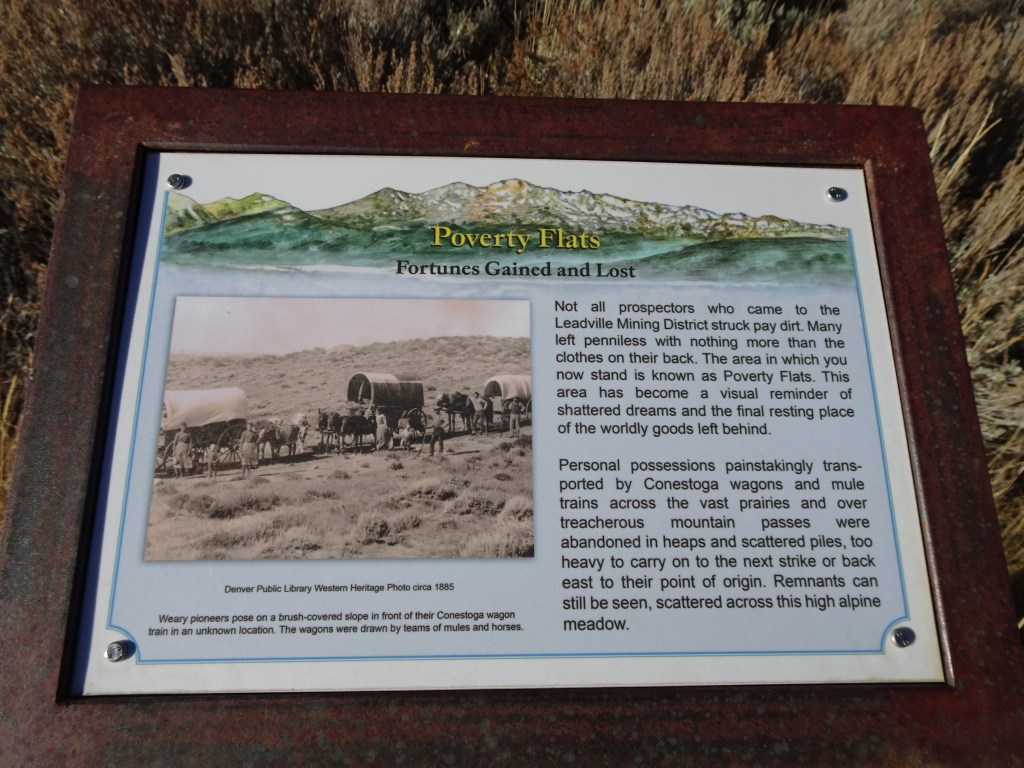 Poverty Flats
Fortunes Gained and Lost
Not all prospectors who came to the
Leadville Mining District struck pay dirt. Many
left penniless with nothing more than the
clothes on their back. The area in which you
now stand is known as Poverty Flats. This
area has become a visual reminder of
shattered dreams and the final resting place
of the worldly goods left behind.
Personal possessions painstakingly trans-
ported by Conestoga wagons and mule
trains across the vast prairies and over
treacherous mountain passes were
abandoned in heaps and scattered piles, too
heavy to carry on to the next strike or back
east to their point of origin. Remnants can
still be seen, scattered across this high alpine
meadow.
Denver Public Library Western Heritage Photo circa 1885
Weary pioneers pose on a brush-covered slope in front of their Conestoga wagon
train in an unknown location. The wagons were drawn by teams of mules and horses.